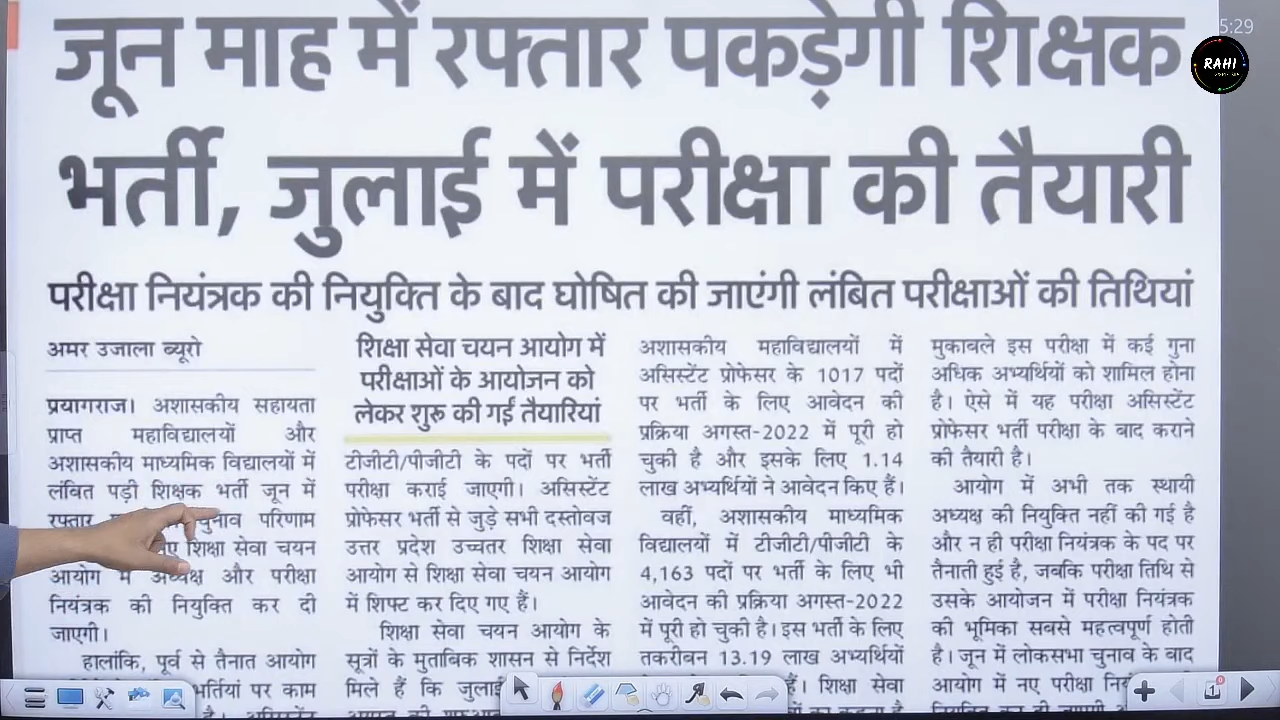 जून माह में रफ्तार पकड़ेगी शिक्षक
भर्ती, जुलाई में परीक्षा की तैयारी
परीक्षा नियंत्रक की नियुक्ति के बाद घोषित की जाएंगी लंबित परीक्षाओं की तिथियां
अमर उजाला ब्यूरो
प्रयागराज। अशासकीय सहायता
प्राप्त महाविद्यालयों और
अशासकीय माध्यमिक विद्यालयों में
लंबित पड़ी शिक्षक भर्ती जून में
रफ्तार चुनाव परिणाम
शिक्षा सेवा चयन
आयोग में अध्यक्ष और परीक्षा
नियंत्रक की नियुक्ति कर दी
जाएगी।
हालांकि, पूर्व से तैनात आयोग
भर्तियां पर काम
शिक्षा सेवा चयन आयोग में
परीक्षाओं के आयोजन को
लेकर शुरू की गईं तैयारियां
टीजीटी/पीजीटी के पदों पर भर्ती
परीक्षा कराई जाएगी। असिस्टेंट
प्रोफेसर भर्ती से जुड़े सभी दस्तावज
उत्तर प्रदेश उच्चतर शिक्षा सेवा
आयोग से शिक्षा सेवा चयन आयोग
में शिफ्ट कर दिए गए हैं।
शिक्षा सेवा चयन आयोग के
सूत्रों के मुताबिक शासन से निर्देश
मिले हैं कि जुलाई
अशासकीय महाविद्यालयों में
असिस्टेंट प्रोफेसर के 1017 पदों
पर भर्ती के लिए आवेदन की
प्रक्रिया अगस्त-2022 में पूरी हो
चुकी है और इसके लिए 1.14
लाख अभ्यर्थियों ने आवेदन किए हैं।
वहीं, अशासकीय माध्यमिक
विद्यालयों में टीजीटी/पीजीटी के
4,163 पदों पर भर्ती के लिए भी
आवेदन की प्रक्रिया अगस्त-2022
में पूरी हो चुकी है। इस भर्ती के लिए
तकरीबन 13.19 लाख अभ्यर्थियों
हैं। शिक्षा सेवा
मुकाबले इस परीक्षा में कई गुना
अधिक अभ्यर्थियों को शामिल होना
है। ऐसे में यह परीक्षा असिस्टेंट
प्रोफेसर भर्ती परीक्षा के बाद कराने
की तैयारी है।
आयोग में अभी तक स्थायी
अध्यक्ष की नियुक्ति नहीं की गई है
और न ही परीक्षा नियंत्रक के पद पर
तैनाती हुई है, जबकि परीक्षा तिथि से
उसके आयोजन में परीक्षा नियंत्रक
की भूमिका सबसे महत्वपूर्ण होती
है। जून में लोकसभा चुनाव के बाद
आयोग में नए परीक्षा
5:29
RAHI